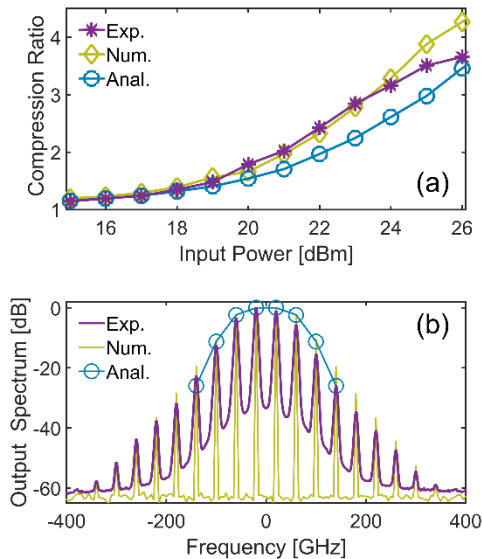 Compression Ratio
4
3
2
1
Exp.
Num.
Anal.
(a)
16 18 20 22 24 26
Input Power [dBm]
Output Spectrum [dB]
0
-20
-40
-60
Exp.
Num.
Anal.
(b)
-400 -200 0 200 400
Frequency [GHz]